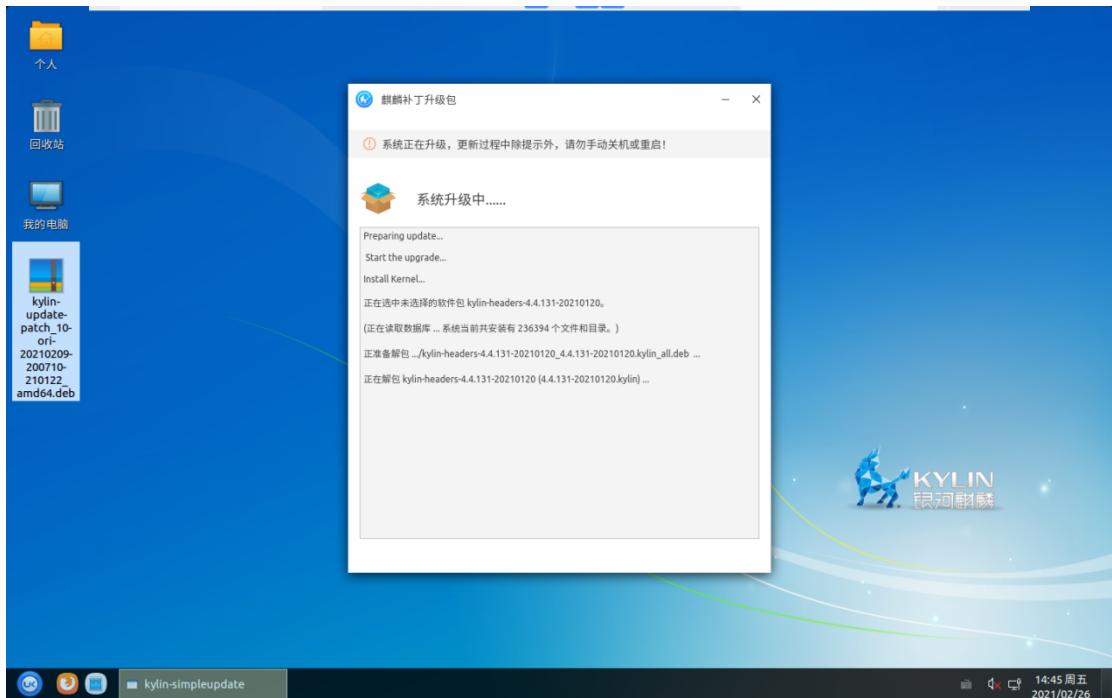 个人
回收站
我的电脑
kylin-
update-
patch_10-
ori-
20210209-
200710-
210122_
amd64.deb
麒麟补丁升级包
系统正在升级，更新过程中除提示外，请勿手动关机或重启！
系统升级中......
Preparing update...
Start the upgrade...
Install Kernel...
正在选中未选择的软件包 kylin-headers-4.4.131-20210120。
(正在读取数据库 ... 系统当前共安装有 236394 个文件和目录。)
正准备解包 .../kylin-headers-4.4.131-20210120_4.4.131-20210120.kylin_all.deb ...
正在解包 kylin-headers-4.4.131-20210120 (4.4.131-20210120.kylin) ...
KYLIN
银河麒麟
UK
kylin-simpleupdate
14:45 周五
2021/02/26